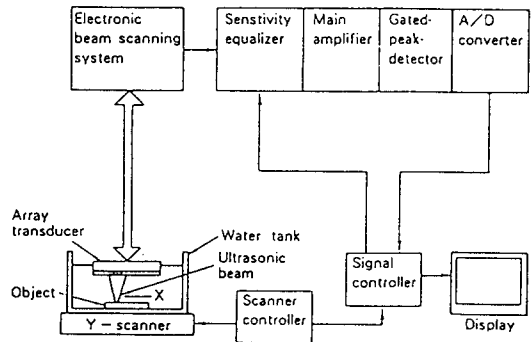 Electronic
beam scanning
system
Senstivity
equalizer
Main
amplifier
Gated-
peak-
detector
A/D
converter
Array
transducer
Water tank
Ultrasonic
beam
Object
X
Y - scanner
Scanner
controller
Signal
controller
Display